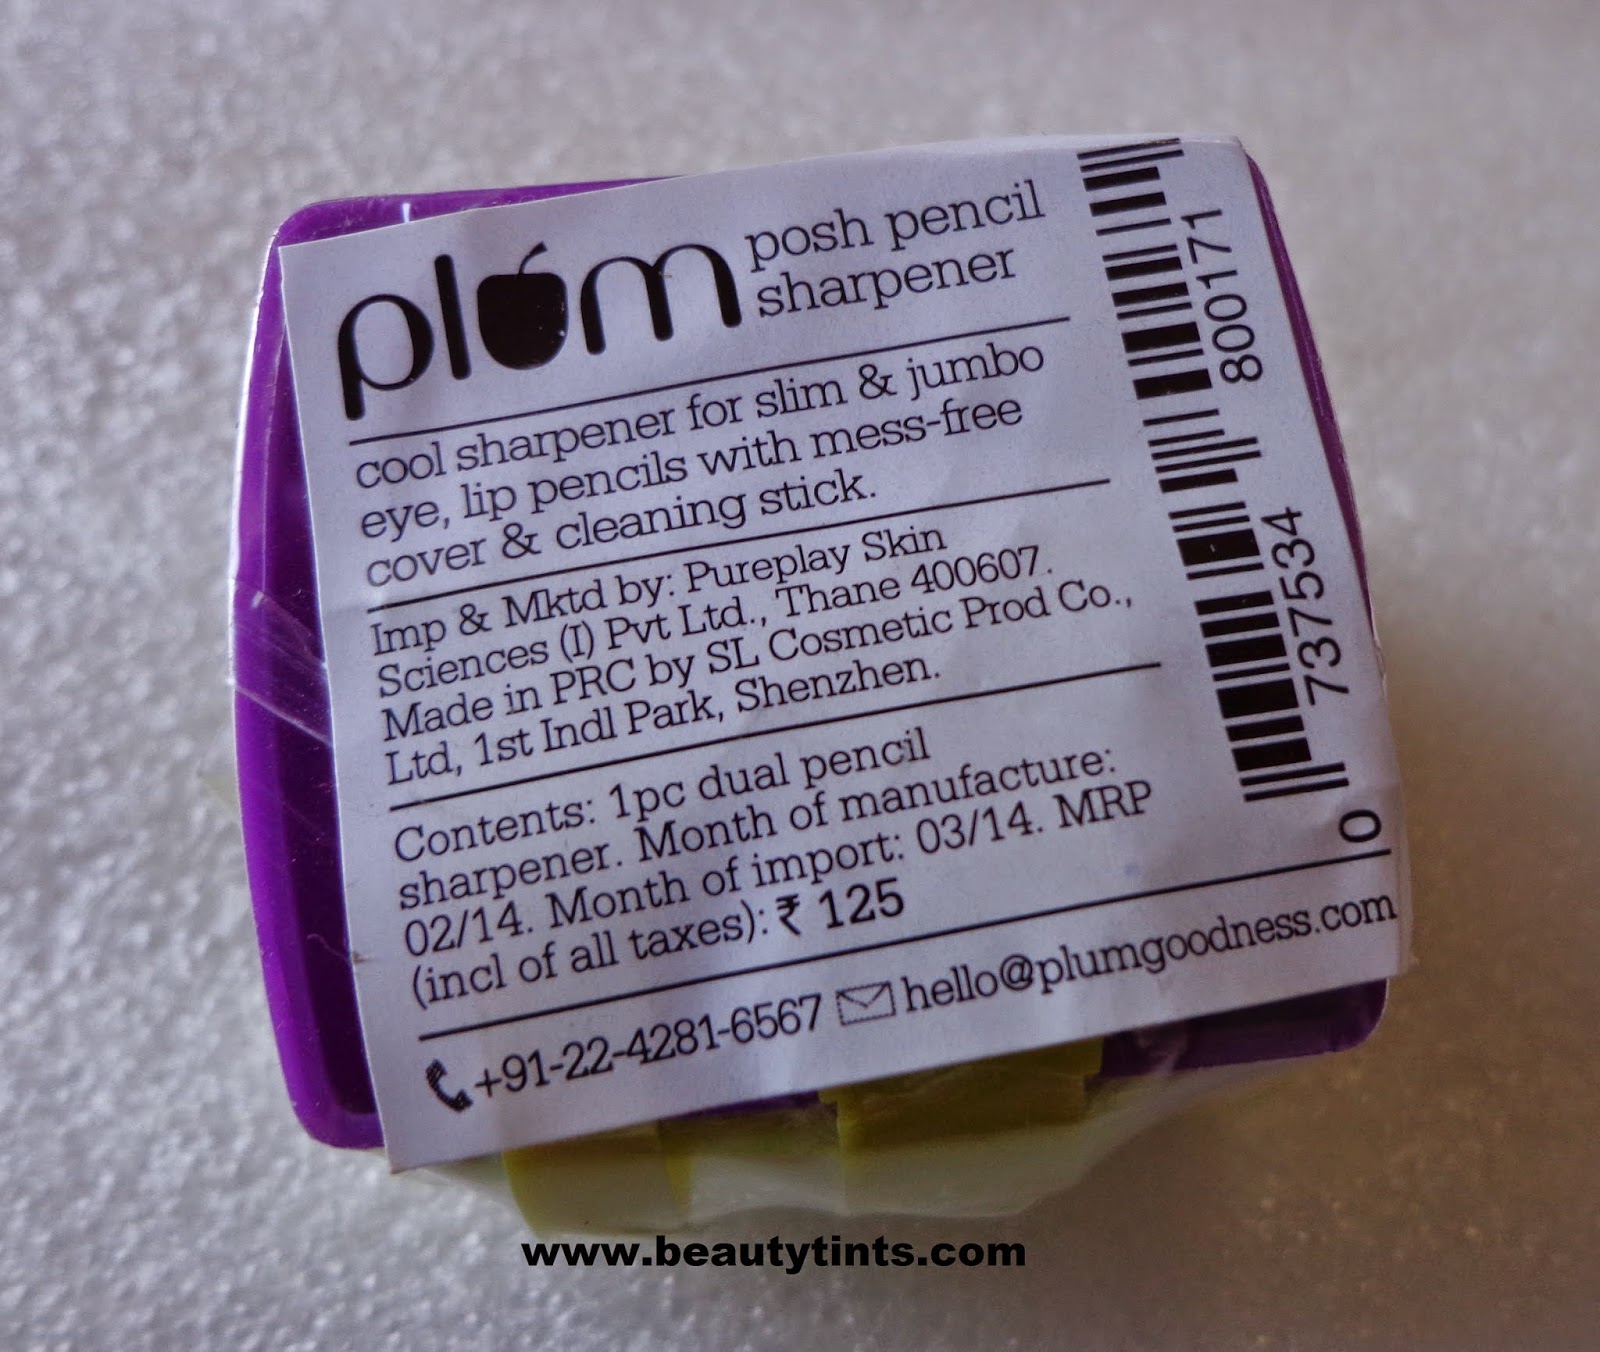 plum posh pencil
sharpener
cool sharpener for slim & jumbo
eye, lip pencils with mess-free
cover & cleaning stick.
Imp & Mktd by: Pureplay Skin
Sciences (I) Pvt Ltd., Thane 400607.
Made in PRC by SL Cosmetic Prod Co.,
Ltd, 1st Indl Park, Shenzhen.
Contents: 1pc dual pencil
sharpener. Month of manufacture:
02/14. Month of import: 03/14. MRP
(incl of all taxes): ₹ 125
+91-22-4281-6567 hello@plumgoodness.com
0 737534 800171
www.beautytints.com